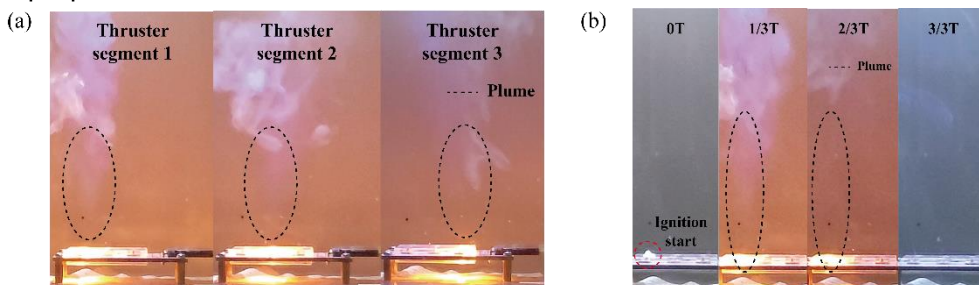 (a)
Thruster
segment 1
Thruster
segment 2
Thruster
segment 3
Plume
(b)
0T
1/3T
2/3T
3/3T
Plume
Ignition
start